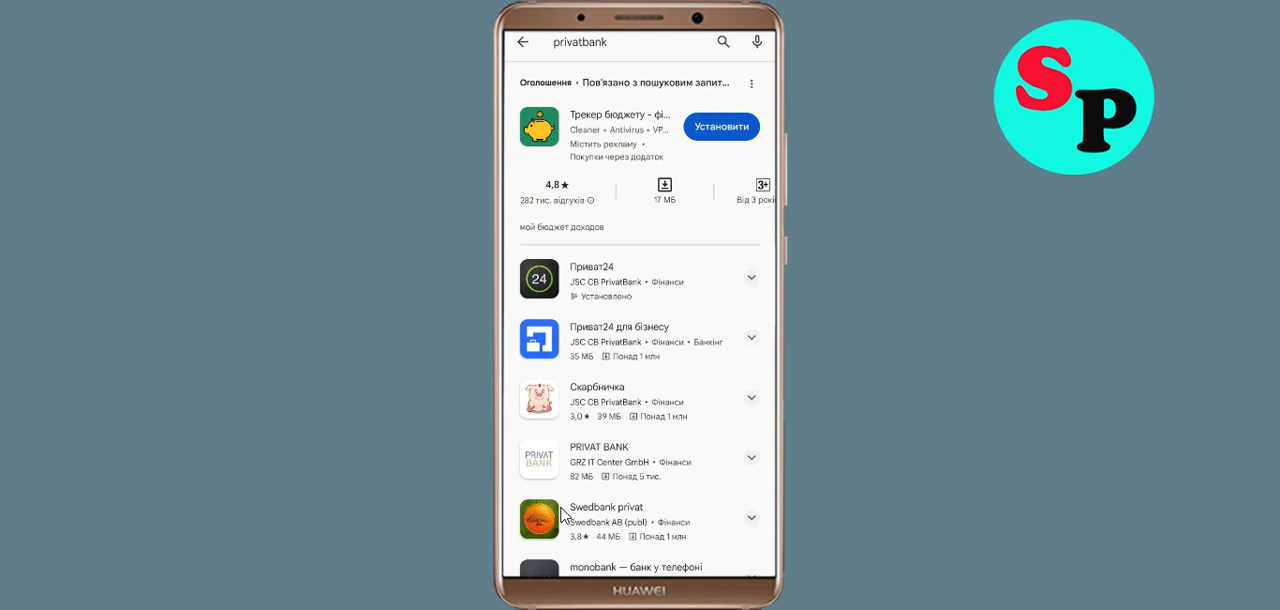 privatbank
Оголошення • Пов'язано з пошуковим запит...
Трекер бюджету - фі...
Cleaner + Antivirus + VP...
Містить рекламу •
Покупки через додаток
Установити
4,8★
282 тис. відгуків
17 МБ
3+
Від 3 рокі
мой бюджет доходов
24
Приват24
JSC CB PrivatBank • Фінанси
Установлено
Приват24 для бізнесу
JSC CB PrivatBank • Фінанси • Банкінг
35 МБ Понад 1 млн
Скарбничка
JSC CB PrivatBank • Фінанси
3,0★ 39 МБ Понад 1 млн
PRIVAT BANK
PRIVAT BANK
GRZ IT Center GmbH • Фінанси
82 МБ Понад 5 тис.
Swedbank privat
Swedbank AB (publ) • Фінанси
3,8★ 44 МБ Понад 1 млн
monobank — банк у телефоні
HUAWEI
SP